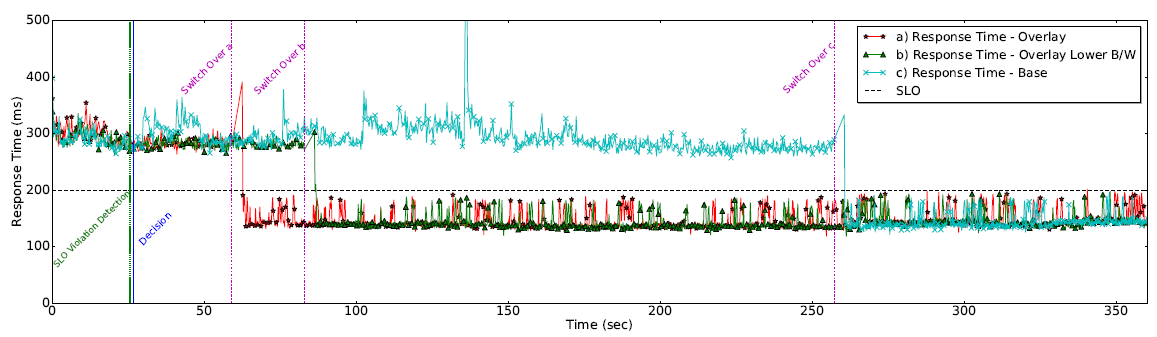 500
400
300
200
100
0
Response Time (ms)
SLO Violation Detection
Decision
Switch Over a
Switch Over b
Switch Over c
a) Response Time - Overlay
b) Response Time - Overlay Lower B/W
c) Response Time - Base
SLO
0 50 100 150 200 250 300 350
Time (sec)